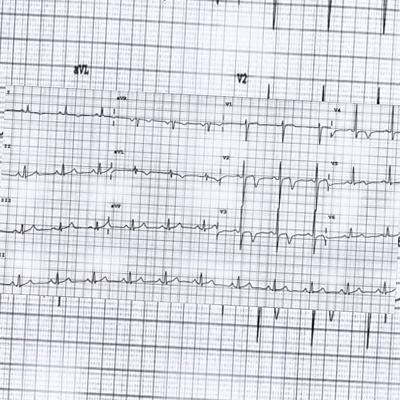 aVL V2
I aVR V1 V4
II aVL V2 V5
III aVF V3 V6
II